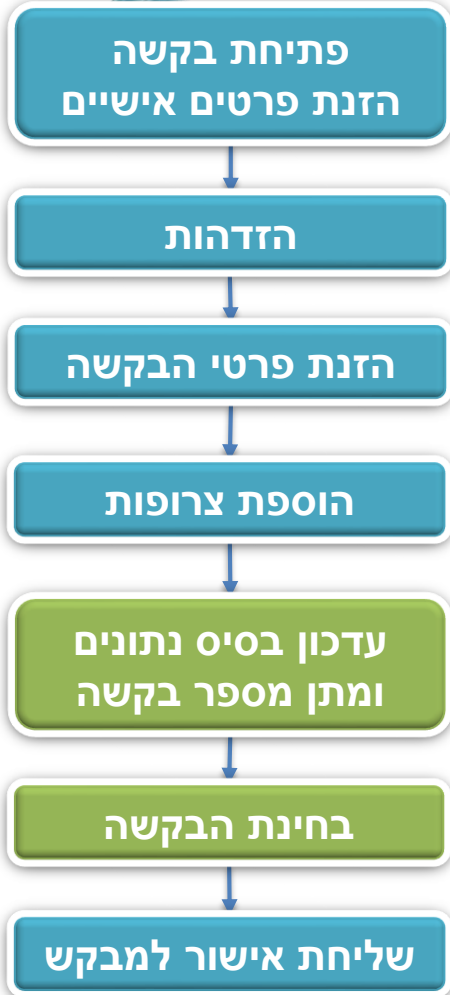 פתיחת בקשה
הזנת פרטים אישיים
הזדהות
הזנת פרטי הבקשה
הוספת צרופות
עדכון בסיס נתונים
ומתן מספר בקשה
בחינת הבקשה
שליחת אישור למבקש